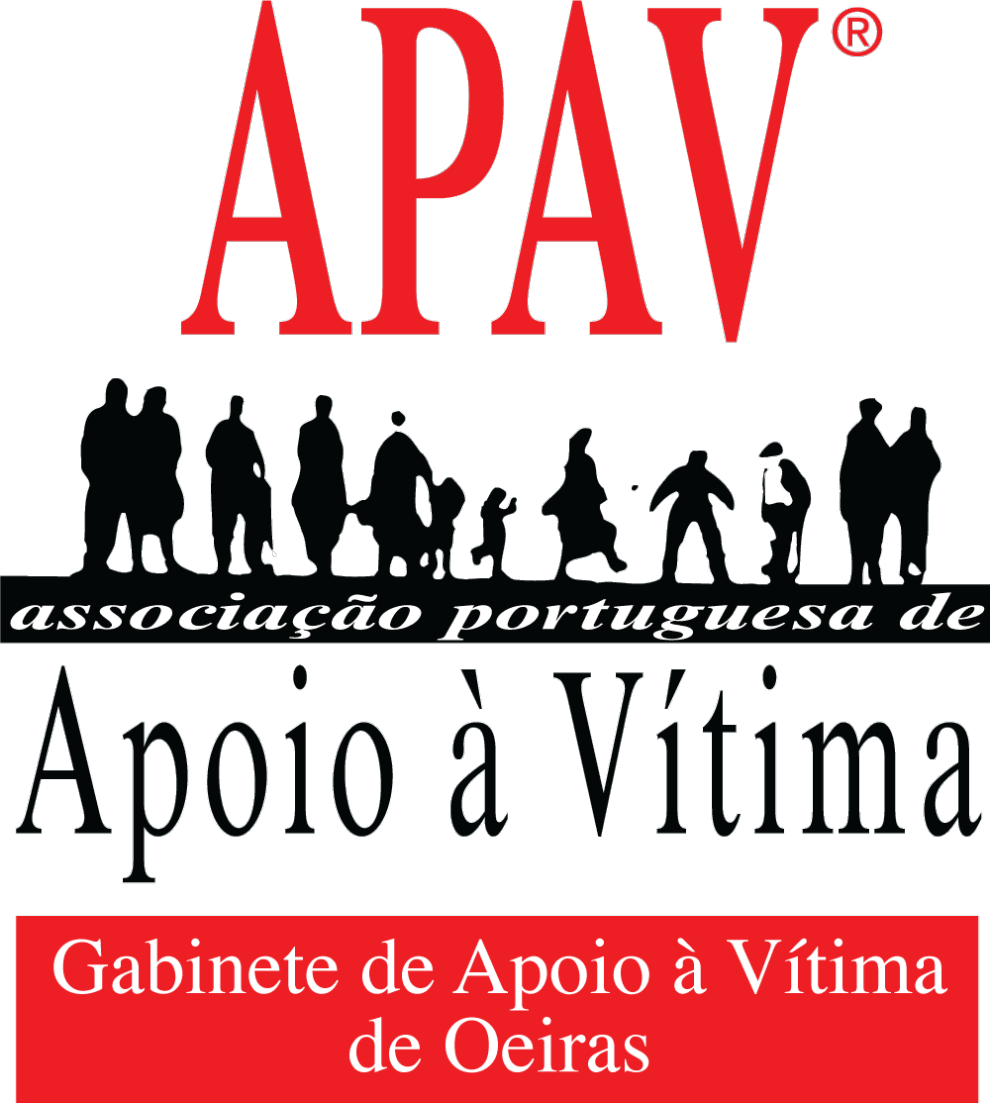 APAV®
associação portuguesa de
Apoio à Vítima
Gabinete de Apoio à Vítima
de Oeiras